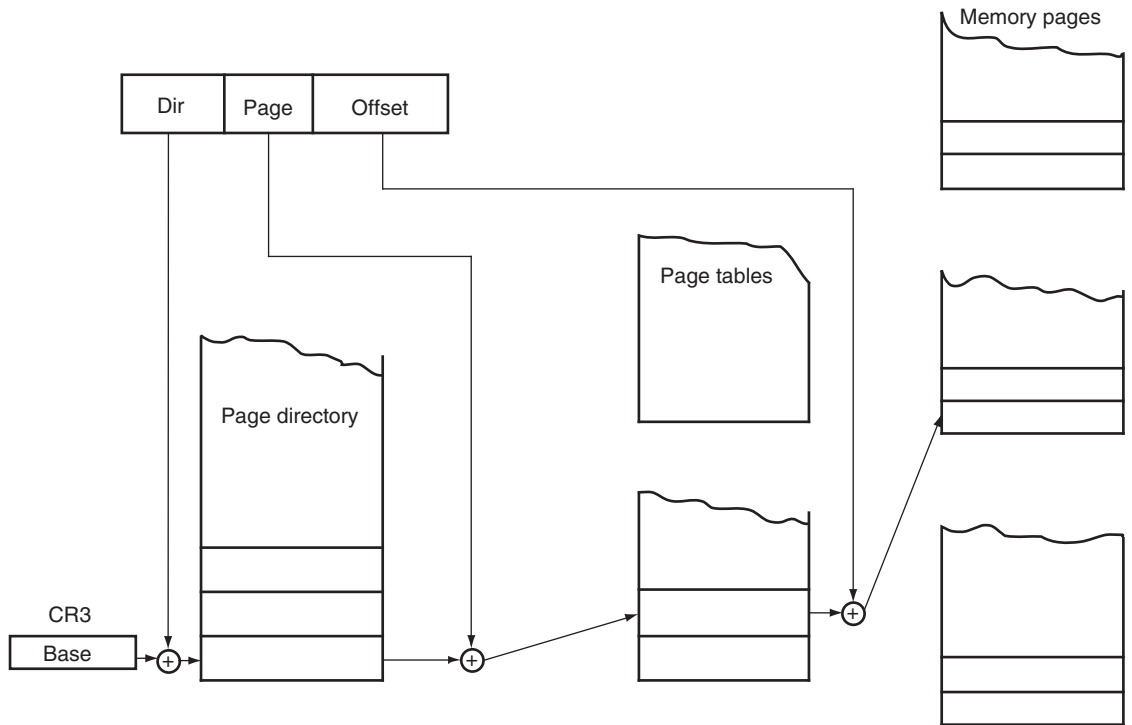 Memory pages
Dir
Page
Offset
Page tables
Page directory
CR3
Base